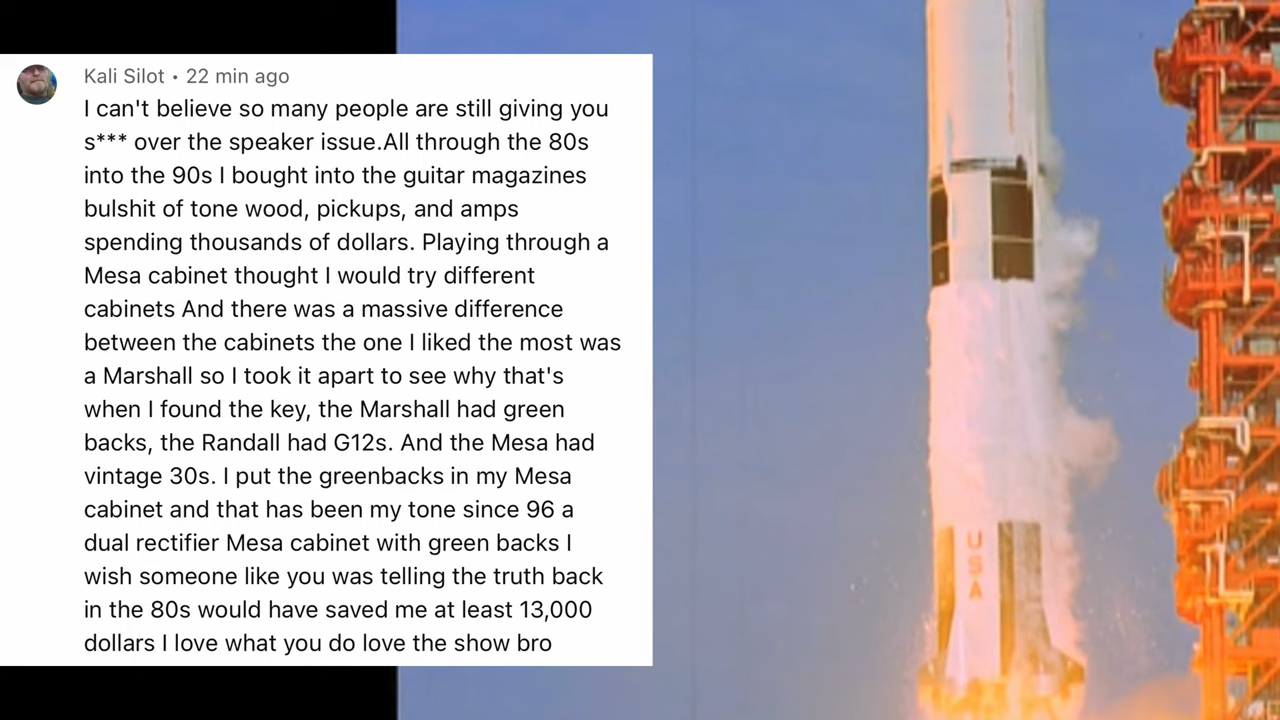 Kali Silot • 22 min ago
I can't believe so many people are still giving you
s*** over the speaker issue.All through the 80s
into the 90s I bought into the guitar magazines
bulshit of tone wood, pickups, and amps
spending thousands of dollars. Playing through a
Mesa cabinet thought I would try different
cabinets And there was a massive difference
between the cabinets the one I liked the most was
a Marshall so I took it apart to see why that's
when I found the key, the Marshall had green
backs, the Randall had G12s. And the Mesa had
vintage 30s. I put the greenbacks in my Mesa
cabinet and that has been my tone since 96 a
dual rectifier Mesa cabinet with green backs I
wish someone like you was telling the truth back
in the 80s would have saved me at least 13,000
dollars I love what you do love the show bro
USA